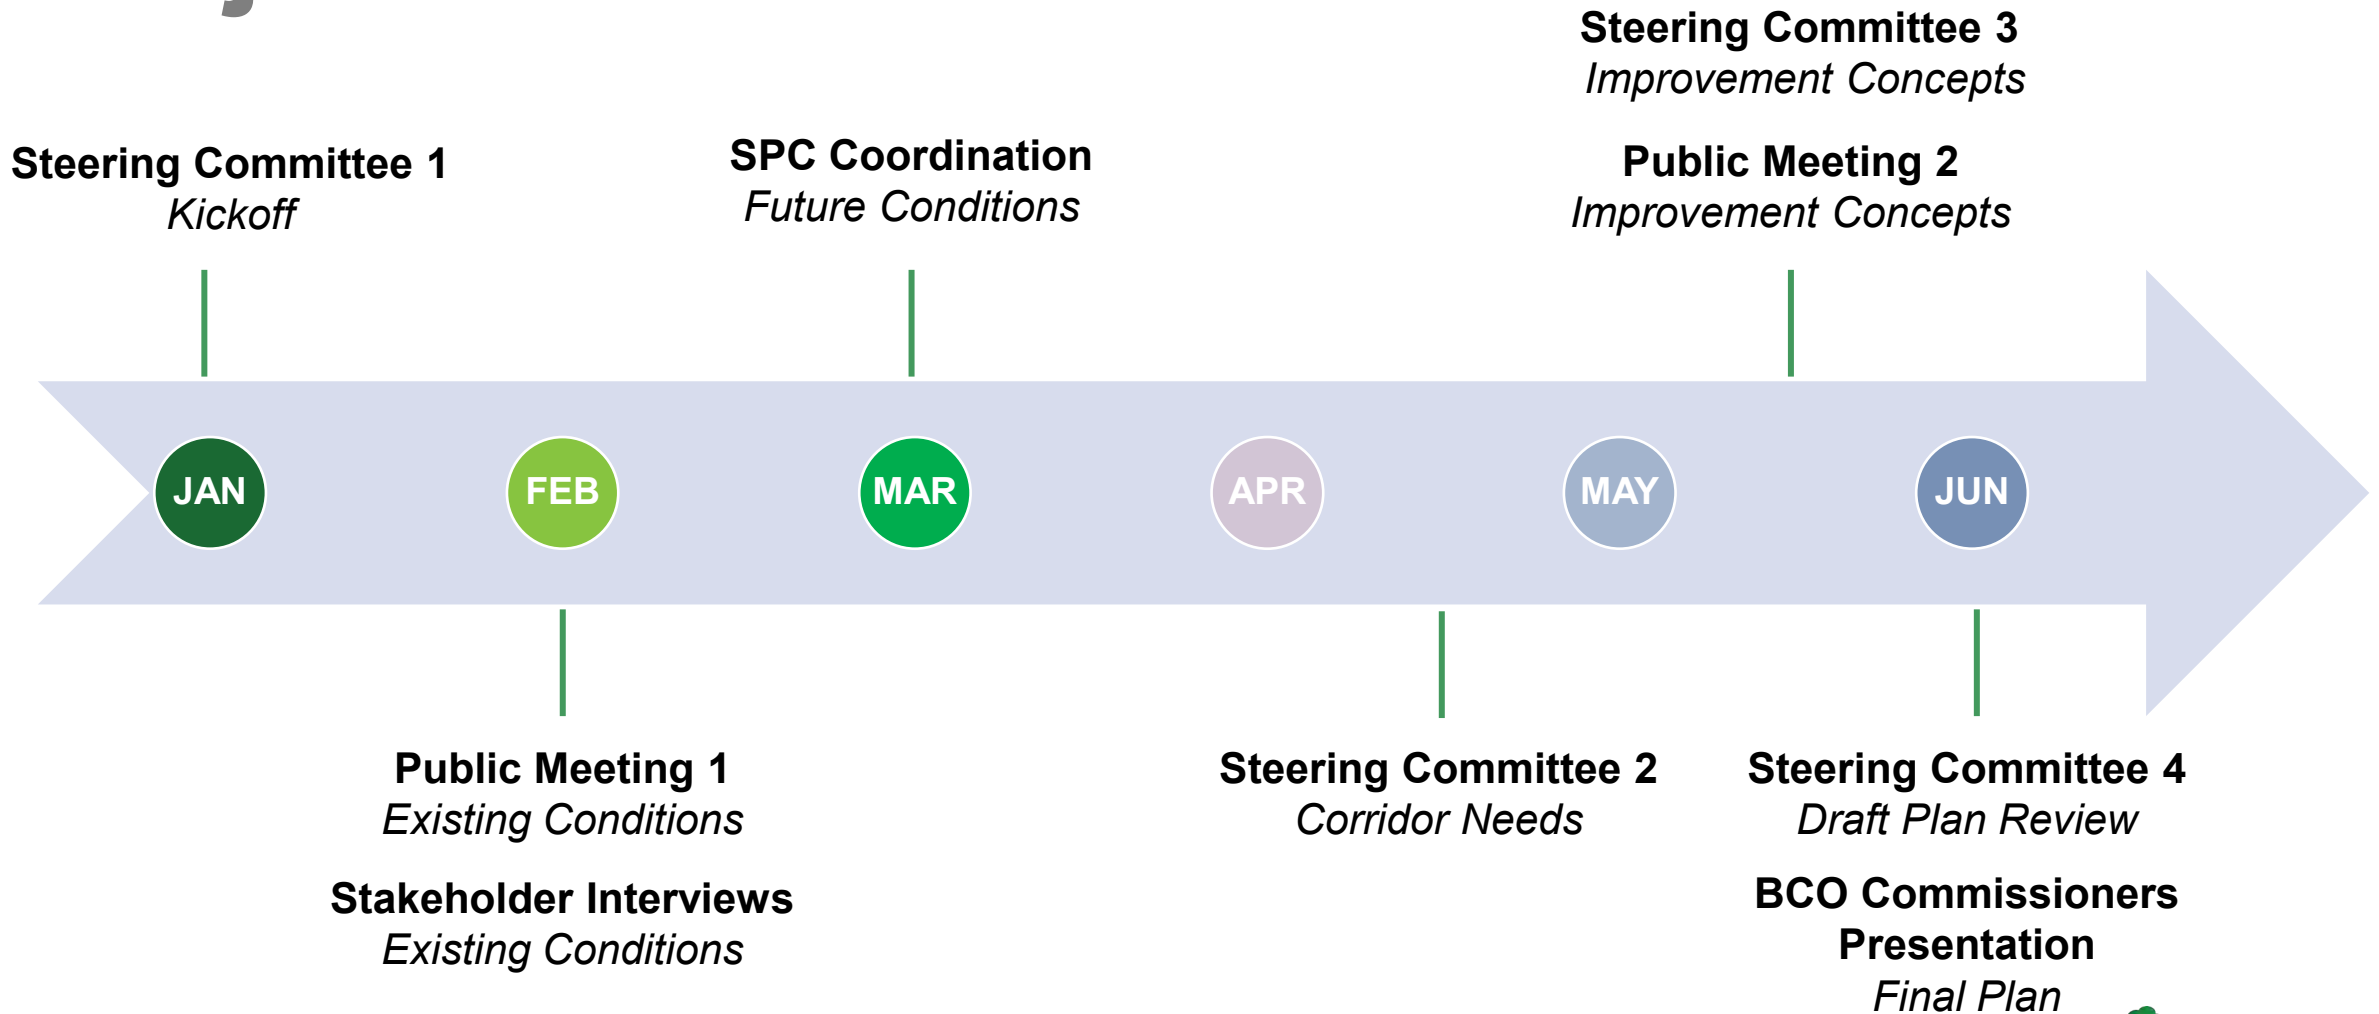 Steering Committee 3
Improvement Concepts
Steering Committee 1
Kickoff
SPC Coordination
Future Conditions
Public Meeting 2
Improvement Concepts
JAN
FEB
MAR
APR
MAY
JUN
Public Meeting 1
Existing Conditions
Stakeholder Interviews
Existing Conditions
Steering Committee 2
Corridor Needs
Steering Committee 4
Draft Plan Review
BCO Commissioners
Presentation
Final Plan